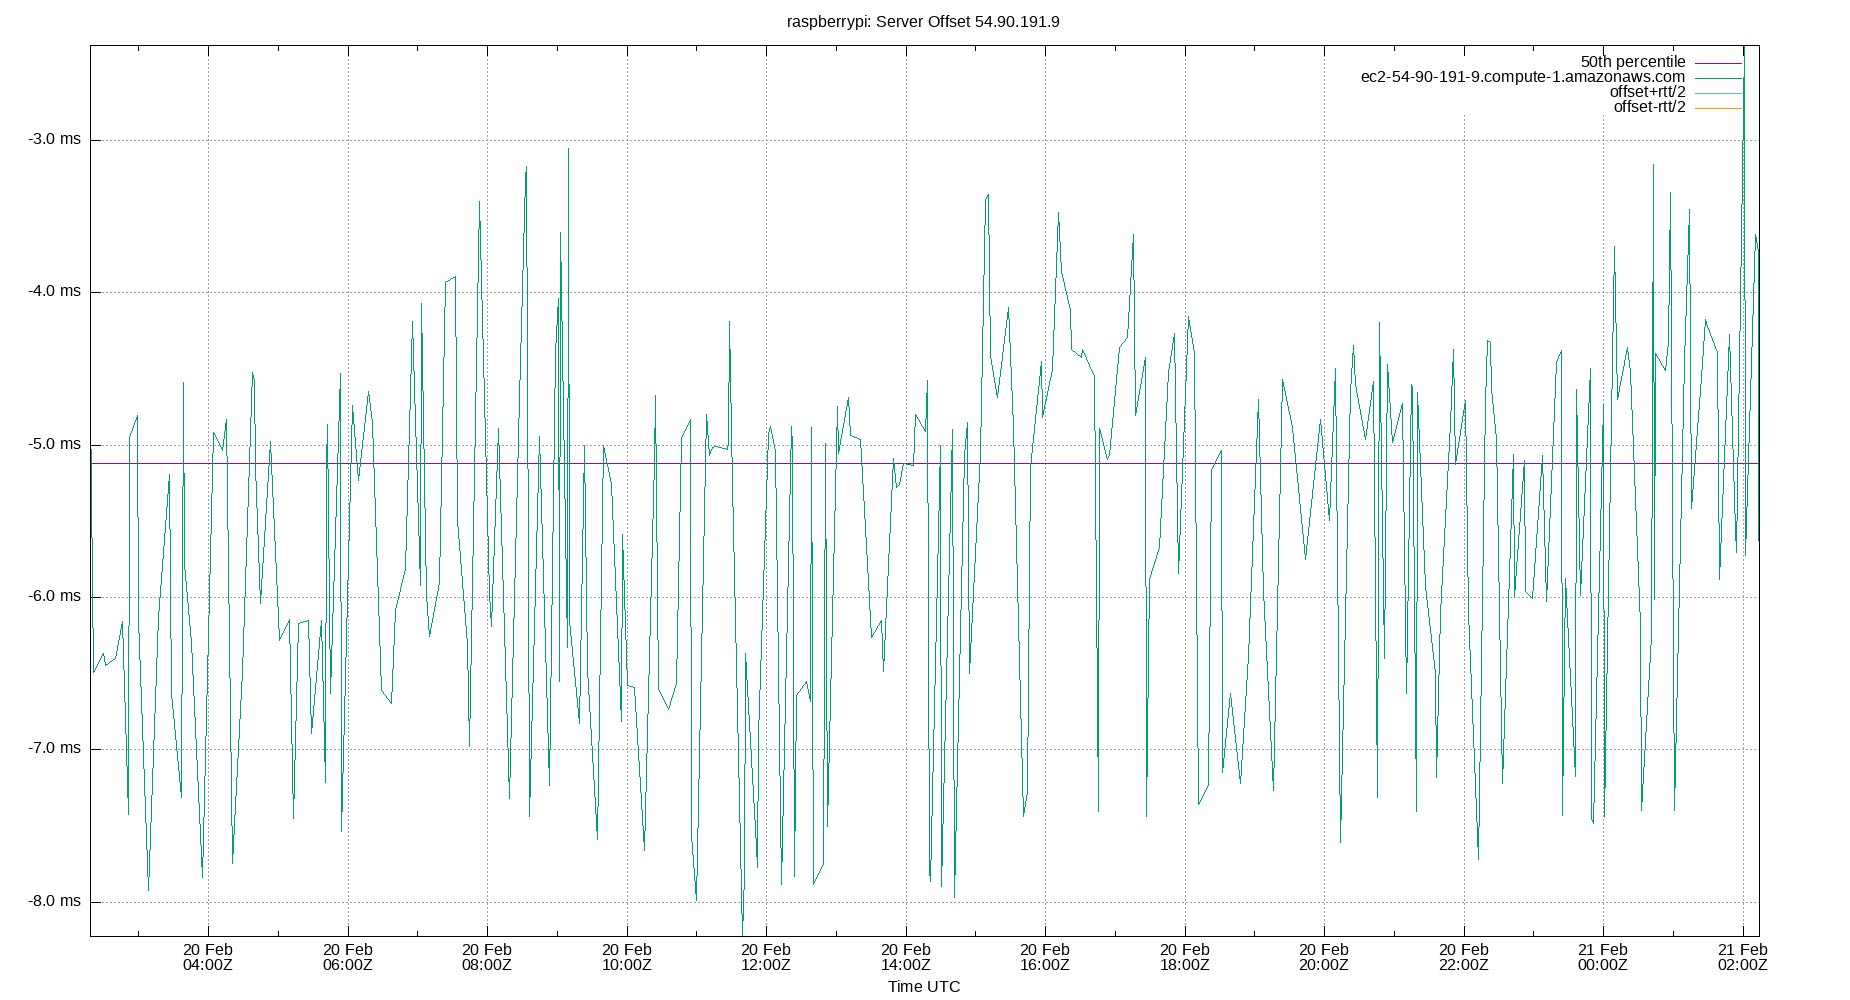 raspberrypi: Server Offset 54.90.191.9
50th percentile
ec2-54-90-191-9.compute-1.amazonaws.com
offset+rtt/2
offset-rtt/2
-3.0 ms
-4.0 ms
-5.0 ms
-6.0 ms
-7.0 ms
-8.0 ms
20 Feb 20 Feb 20 Feb 20 Feb 20 Feb 20 Feb 20 Feb 20 Feb 20 Feb 20 Feb 21 Feb 21 Feb
04:00Z 06:00Z 08:00Z 10:00Z 12:00Z 14:00Z 16:00Z 18:00Z 20:00Z 22:00Z 00:00Z 02:00Z
Time UTC